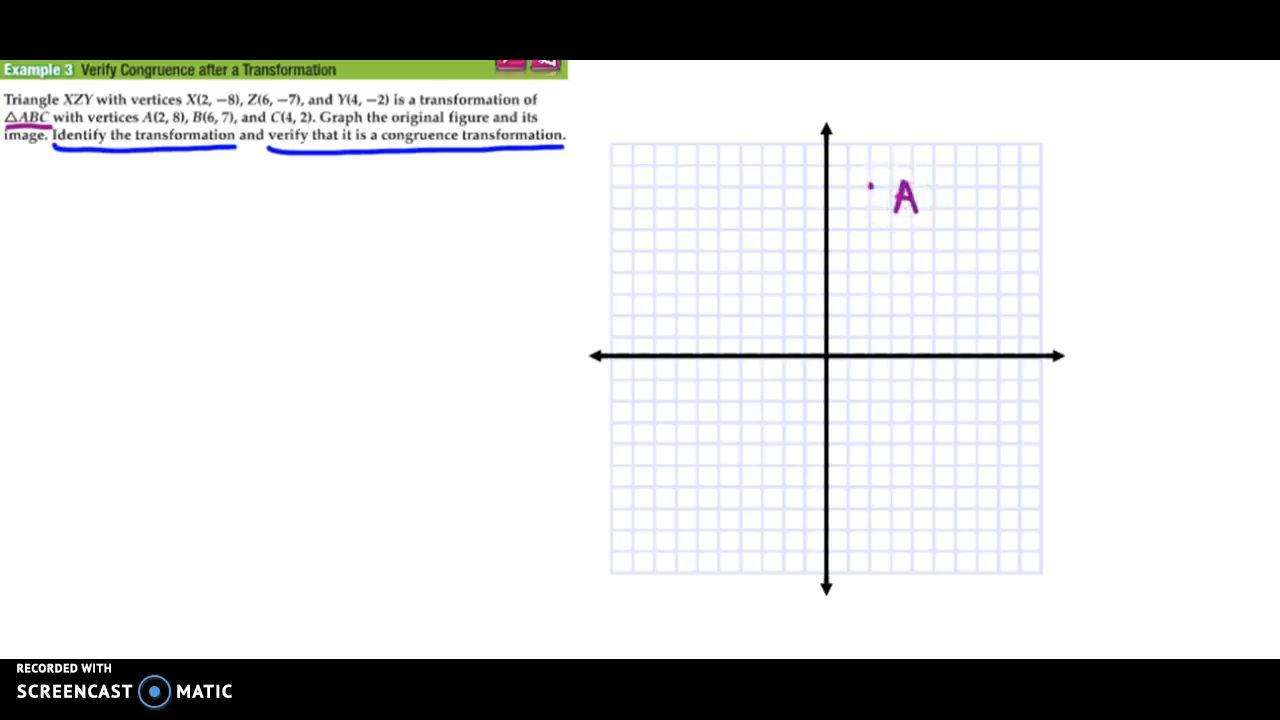 Example 3 Verify Congruence after a Transformation
Triangle XZY with vertices X(2, −8), Z(6, −7), and Y(4, −2) is a transformation of
△ABC with vertices A(2, 8), B(6, 7), and C(4, 2). Graph the original figure and its
image. Identify the transformation and verify that it is a congruence transformation.
A
RECORDED WITH
SCREENCAST MATIC